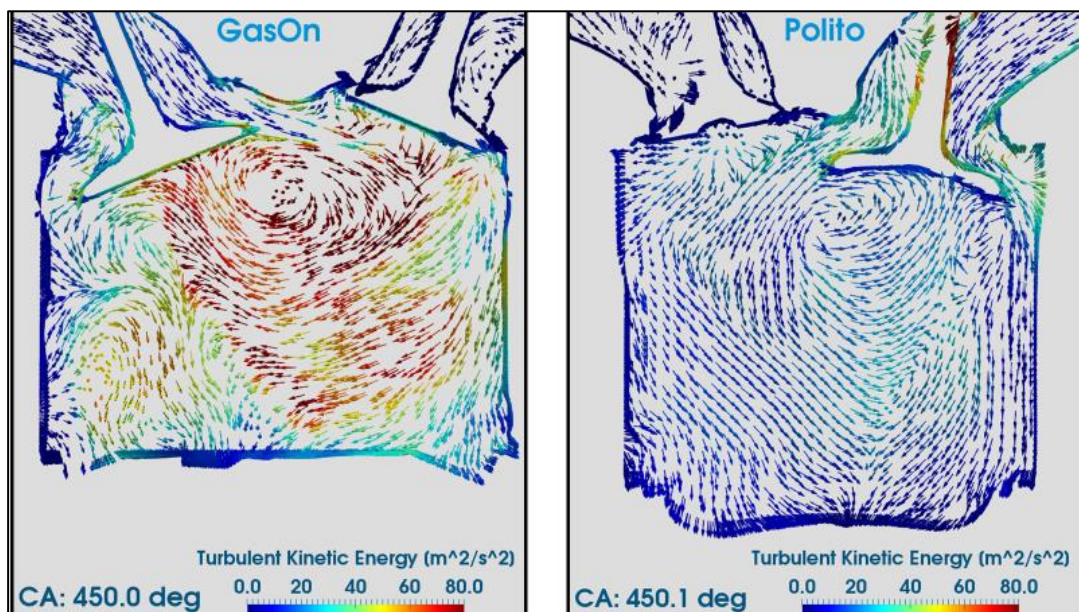 GasOn
Turbulent Kinetic Energy (m^2/s^2)
CA: 450.0 deg
0.0 20 40 60 80.0
Polito
Turbulent Kinetic Energy (m^2/s^2)
CA: 450.1 deg
0.0 20 40 60 80.0